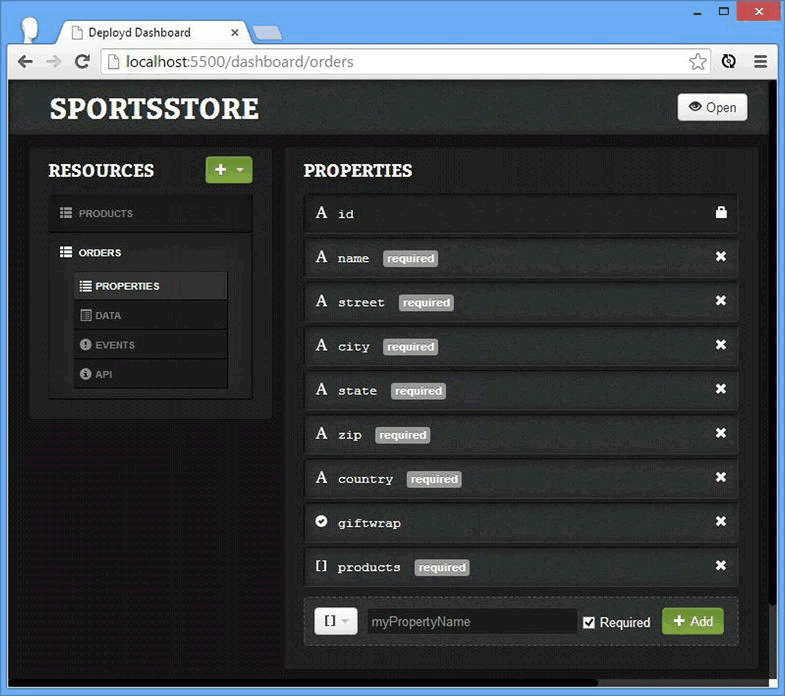 Deployd Dashboard
localhost:5500/dashboard/orders
SPORTSSTORE
Open
RESOURCES
PRODUCTS
ORDERS
PROPERTIES
DATA
EVENTS
API
PROPERTIES
A id
A name required
A street required
A city required
A state required
A zip required
A country required
giftwrap
[] products required
[] myPropertyName Required + Add